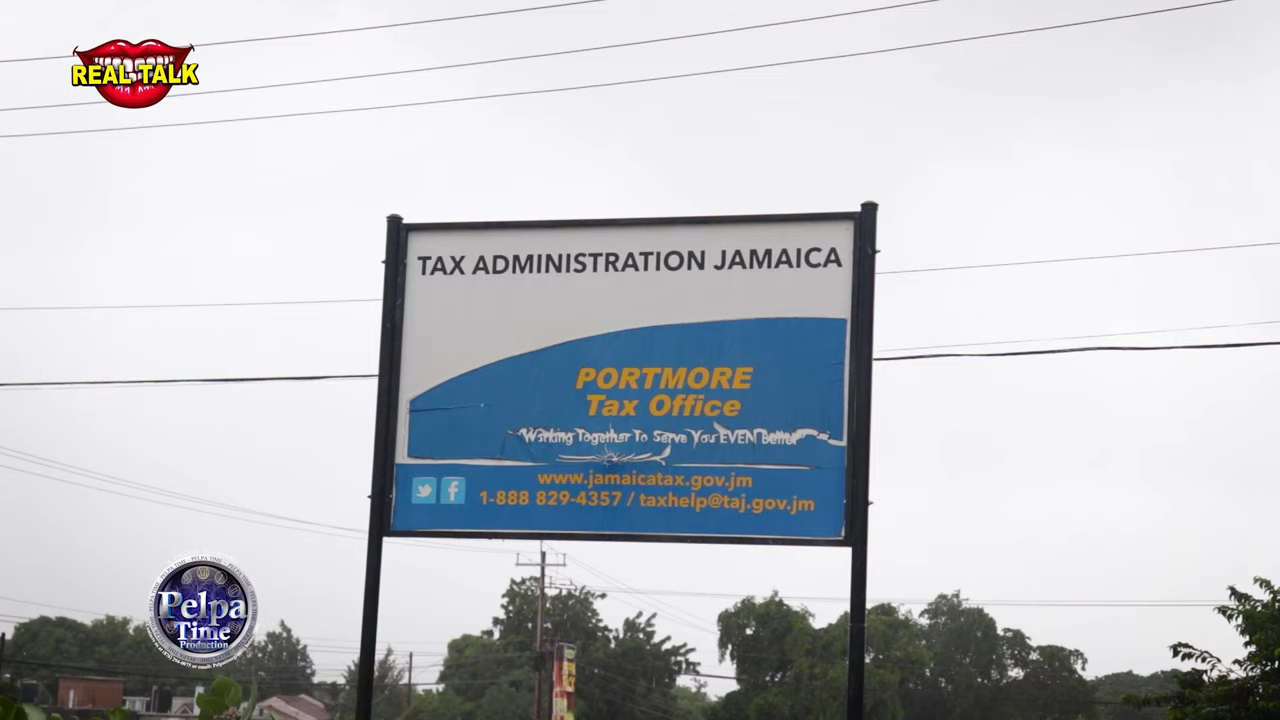 REAL TALK
TAX ADMINISTRATION JAMAICA
PORTMORE
Tax Office
Working Together To Serve You EVEN Better
www.jamaicatax.gov.jm
1-888 829-4357 / taxhelp@taj.gov.jm
Pelpa
Time
Production